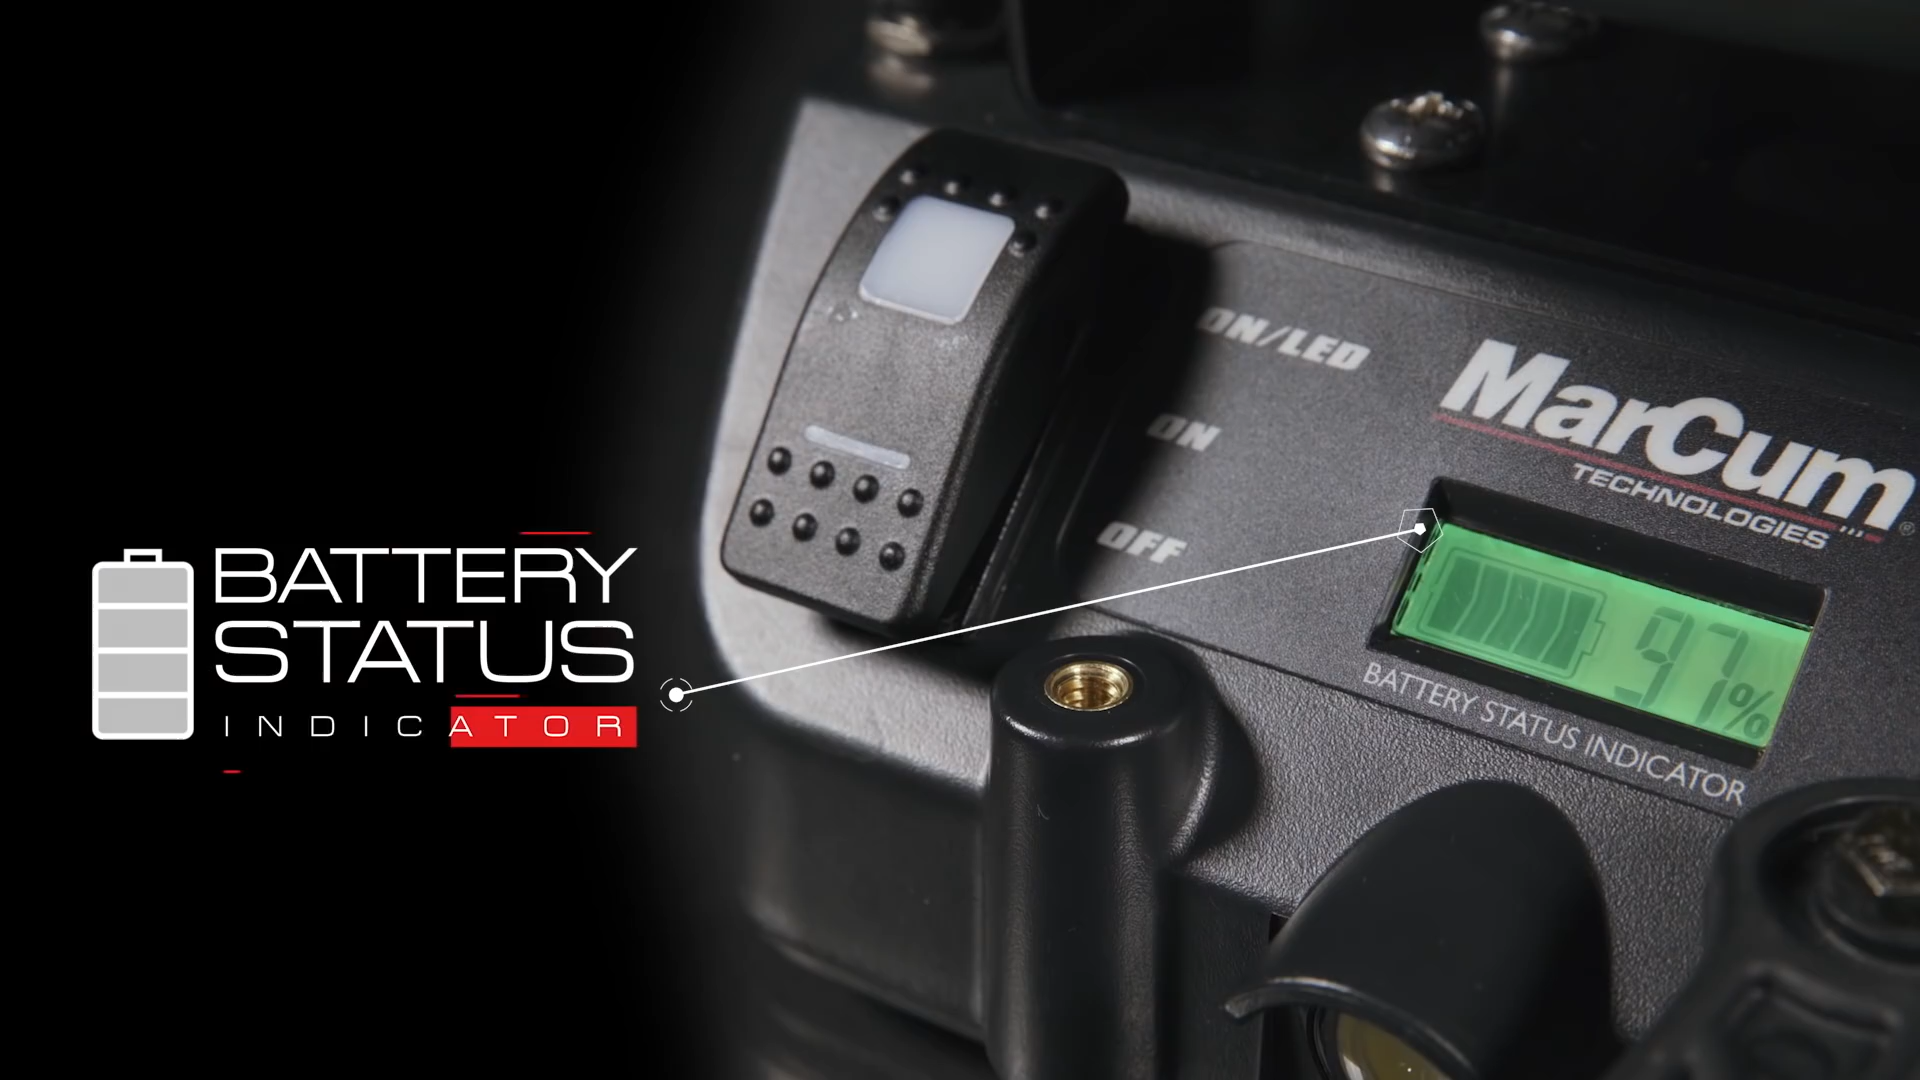 BATTERY
STATUS
INDICATOR
ON/LED
ON
OFF
MarCum®
TECHNOLOGIES
97%
BATTERY STATUS INDICATOR